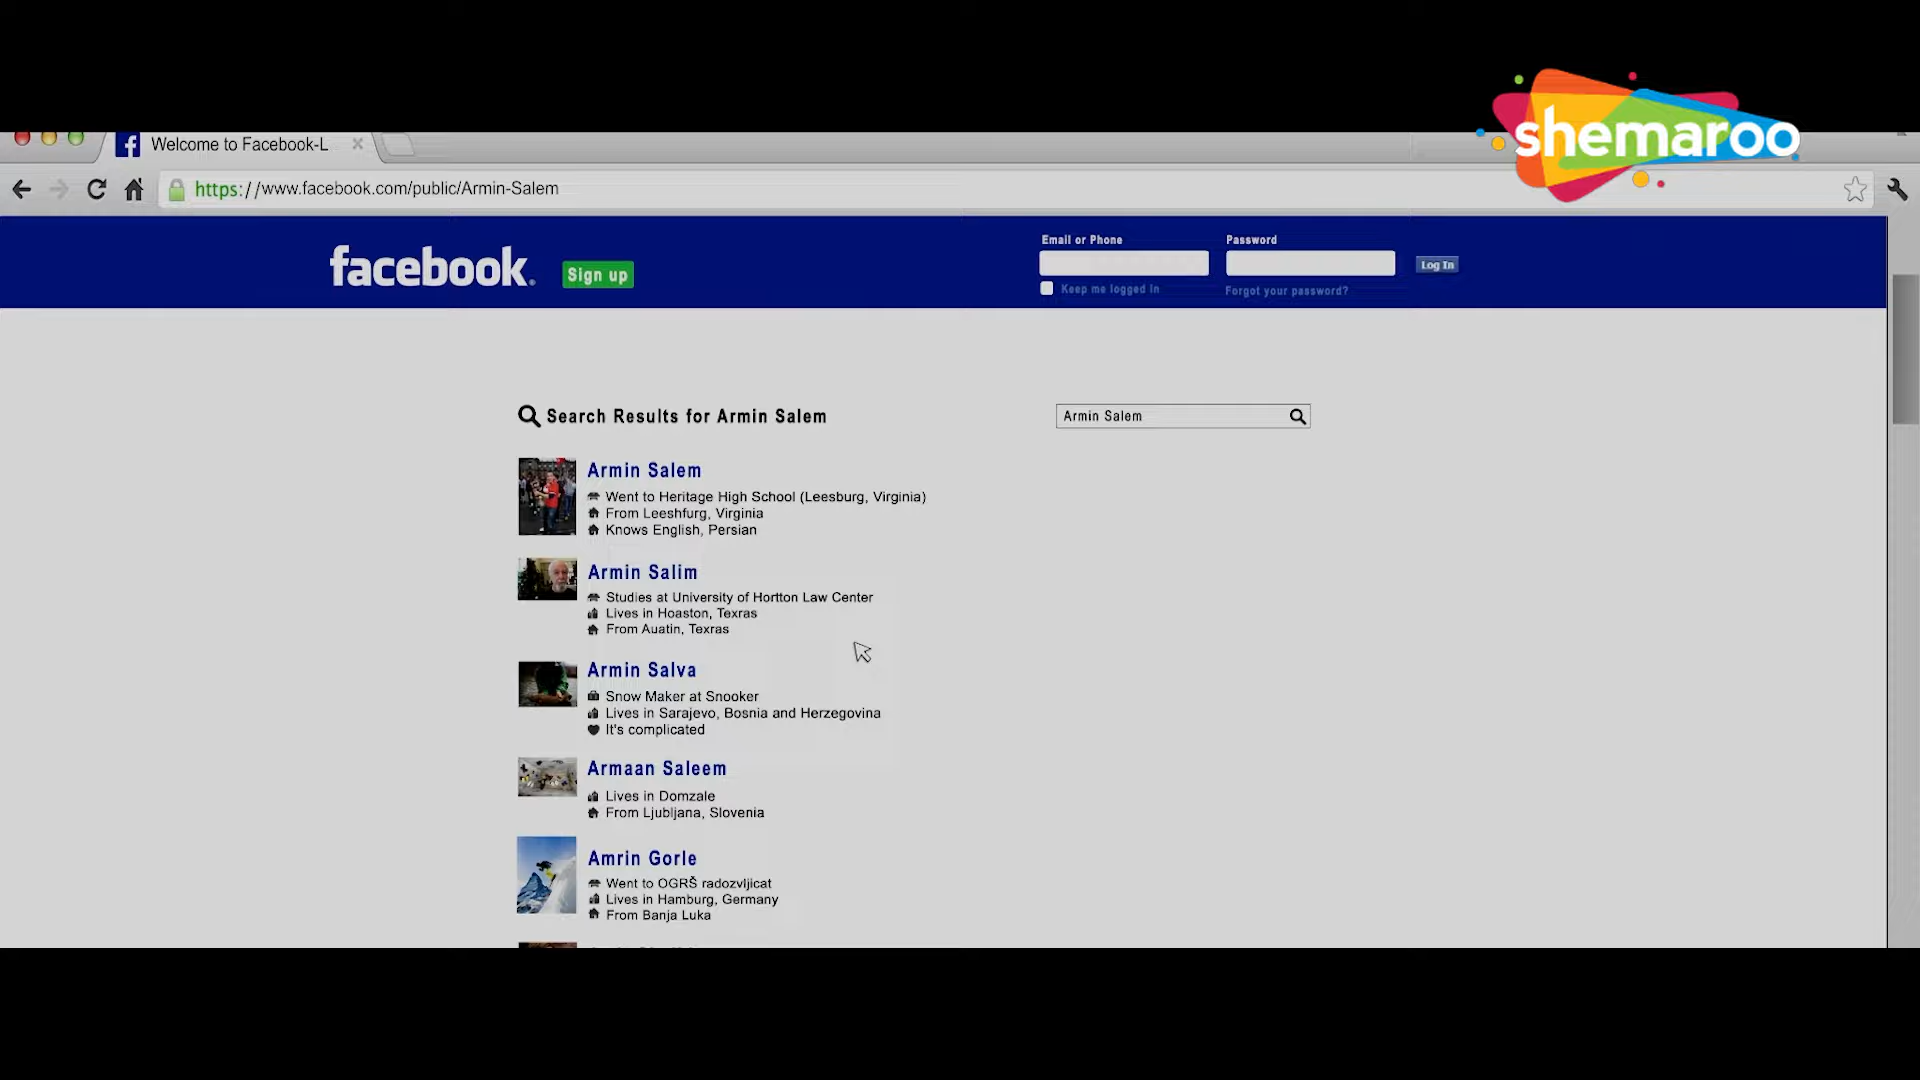 shemaroo
Welcome to Facebook-L
https://www.facebook.com/public/Armin-Salem
Email or Phone
Password
facebook.
Sign up
Log In
Keep me logged in
Forgot your password?
Search Results for Armin Salem
Armin Salem
Armin Salem
Went to Heritage High School (Leesburg, Virginia)
From Leeshfurg, Virginia
Knows English, Persian
Armin Salim
Studies at University of Hortton Law Center
Lives in Hoaston, Texras
From Auatin, Texras
Armin Salva
Snow Maker at Snooker
Lives in Sarajevo, Bosnia and Herzegovina
It's complicated
Armaan Saleem
Lives in Domzale
From Ljubljana, Slovenia
Amrin Gorle
Went to OGRŠ radozvljicat
Lives in Hamburg, Germany
From Banja Luka